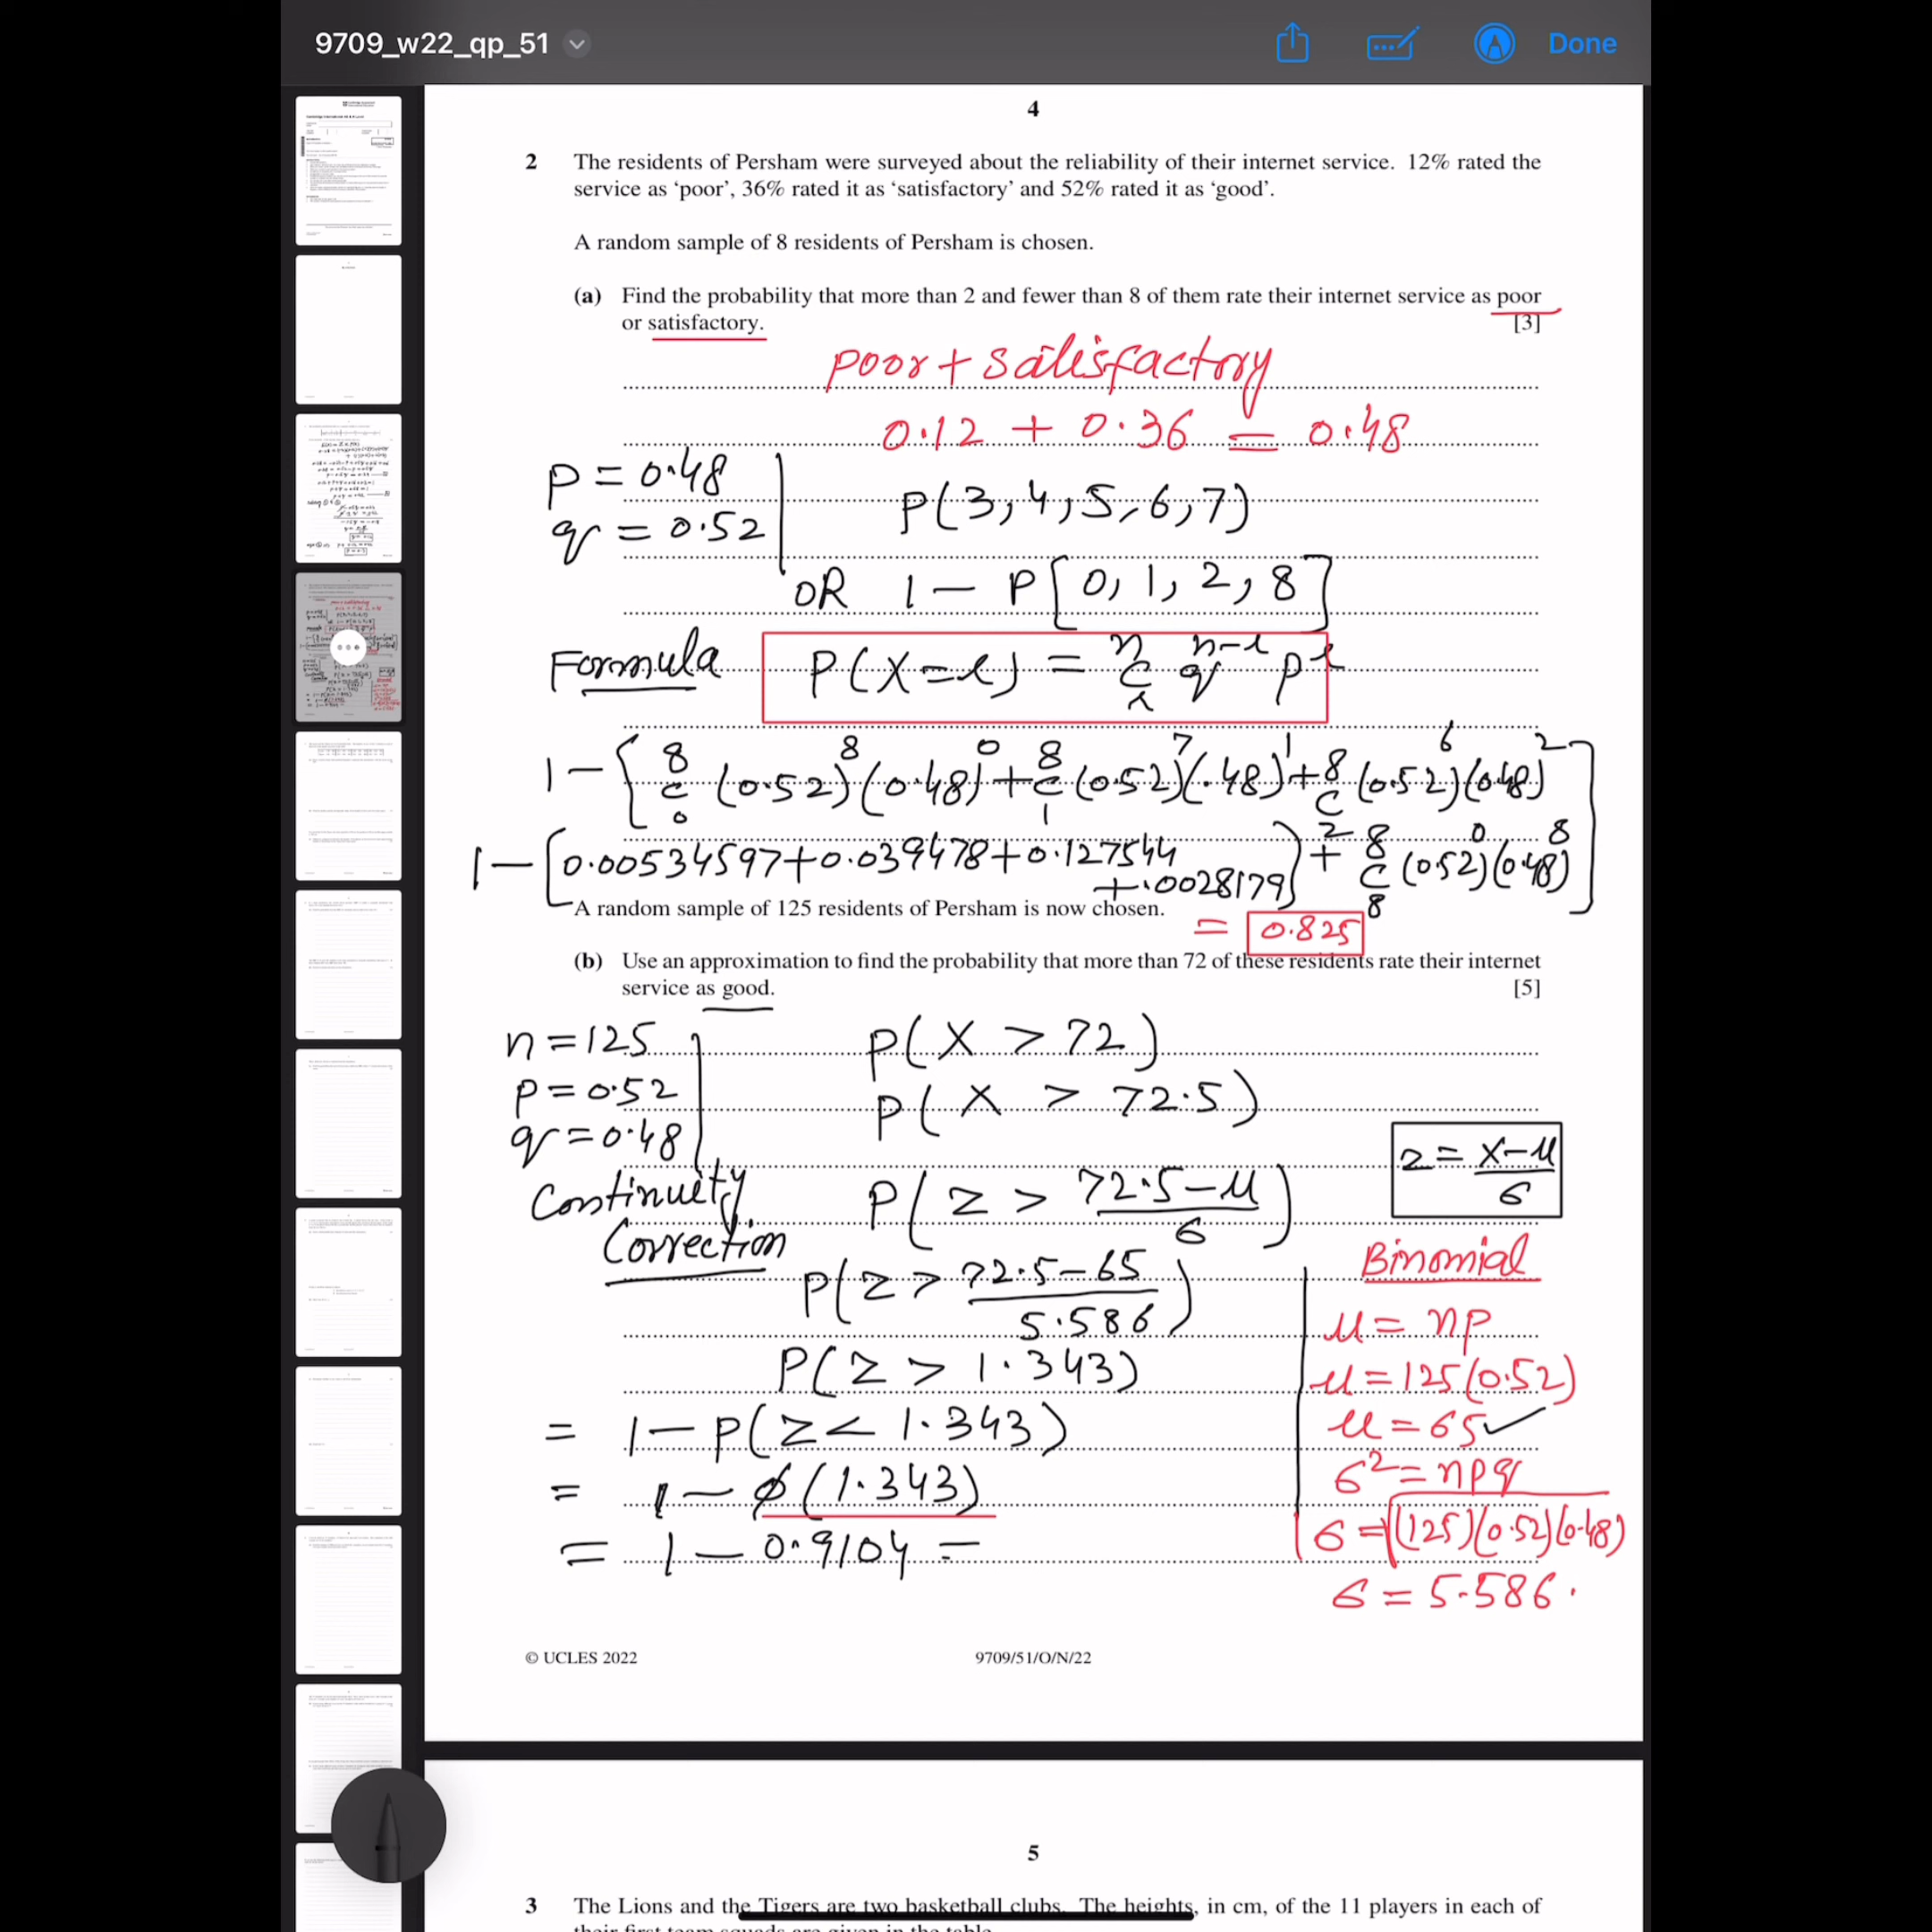 9709_w22_qp_51
Done
4
2 The residents of Persham were surveyed about the reliability of their internet service. 12% rated the
service as ‘poor’, 36% rated it as ‘satisfactory’ and 52% rated it as ‘good’.
A random sample of 8 residents of Persham is chosen.
(a) Find the probability that more than 2 and fewer than 8 of them rate their internet service as poor
or satisfactory. [3]
poor + satisfactory
0.12 + 0.36 = 0.48
p = 0.48
q = 0.52
P(3,4,5,6,7)
OR 1 − P[0,1,2,8]
Formula P(X=x) = ⁿCₓ qⁿ⁻ˣ pˣ
1 − [⁸C₀ (0.52)⁸(0.48)⁰ + ⁸C₁ (0.52)⁷(.48)¹ + ⁸C₂ (0.52)⁶(0.48)²
+ ⁸C₈ (0.52)⁰(0.48)⁸]
1 − [0.00534597 + 0.039478 + 0.127544
+ .0028179]
A random sample of 125 residents of Persham is now chosen.
= 0.825
(b) Use an approximation to find the probability that more than 72 of these residents rate their internet
service as good. [5]
n = 125
p = 0.52
q = 0.48
Continuity
Correction
P(X > 72)
P(X > 72.5)
P(Z > (72.5 − μ)/σ)
P(Z > (72.5 − 65)/5.586)
P(Z > 1.343)
= 1 − P(Z < 1.343)
= 1 − ϕ(1.343)
= 1 − 0.9104 =
z = (x − μ)/σ
Binomial
μ = np
μ = 125(0.52)
μ = 65 ✓
σ² = npq
σ = √(125)(0.52)(0.48)
σ = 5.586.
© UCLES 2022 9709/51/O/N/22
5
3 The Lions and the Tigers are two basketball clubs. The heights, in cm, of the 11 players in each of
their first team squads are given in the table.